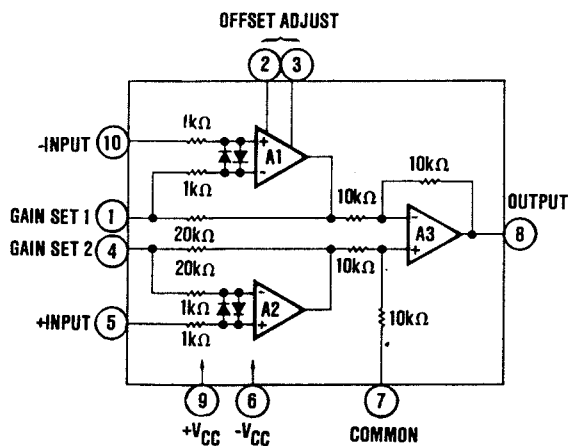 OFFSET ADJUST
2 3
1kΩ
-INPUT 10
A1
+
-
1kΩ
10kΩ
10kΩ
OUTPUT
GAIN SET 1 1
-
A3
8
GAIN SET 2 4
20kΩ
10kΩ
+
20kΩ
1kΩ
-
A2
+
10kΩ
+INPUT 5
1kΩ
9 6 7
+VCC -VCC COMMON